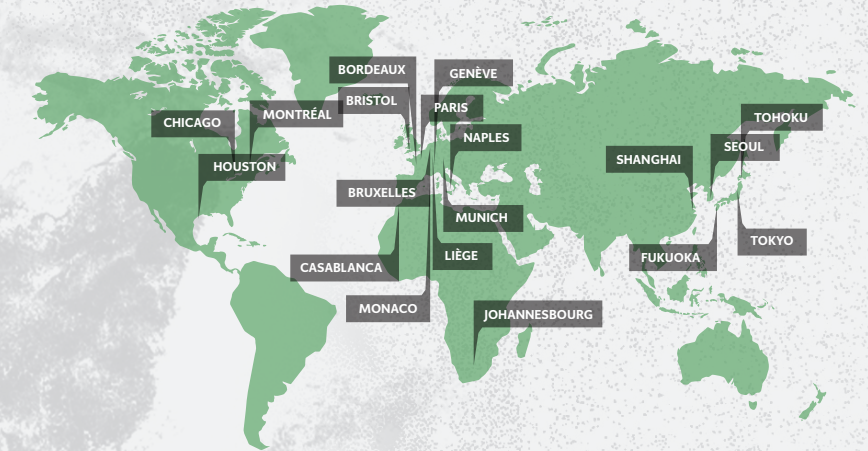 BORDEAUX
GENÈVE
BRISTOL
PARIS
CHICAGO
MONTRÉAL
TOHOKU
NAPLES
SEOUL
SHANGHAI
HOUSTON
BRUXELLES
MUNICH
TOKYO
LIÈGE
FUKUOKA
CASABLANCA
MONACO
JOHANNESBOURG